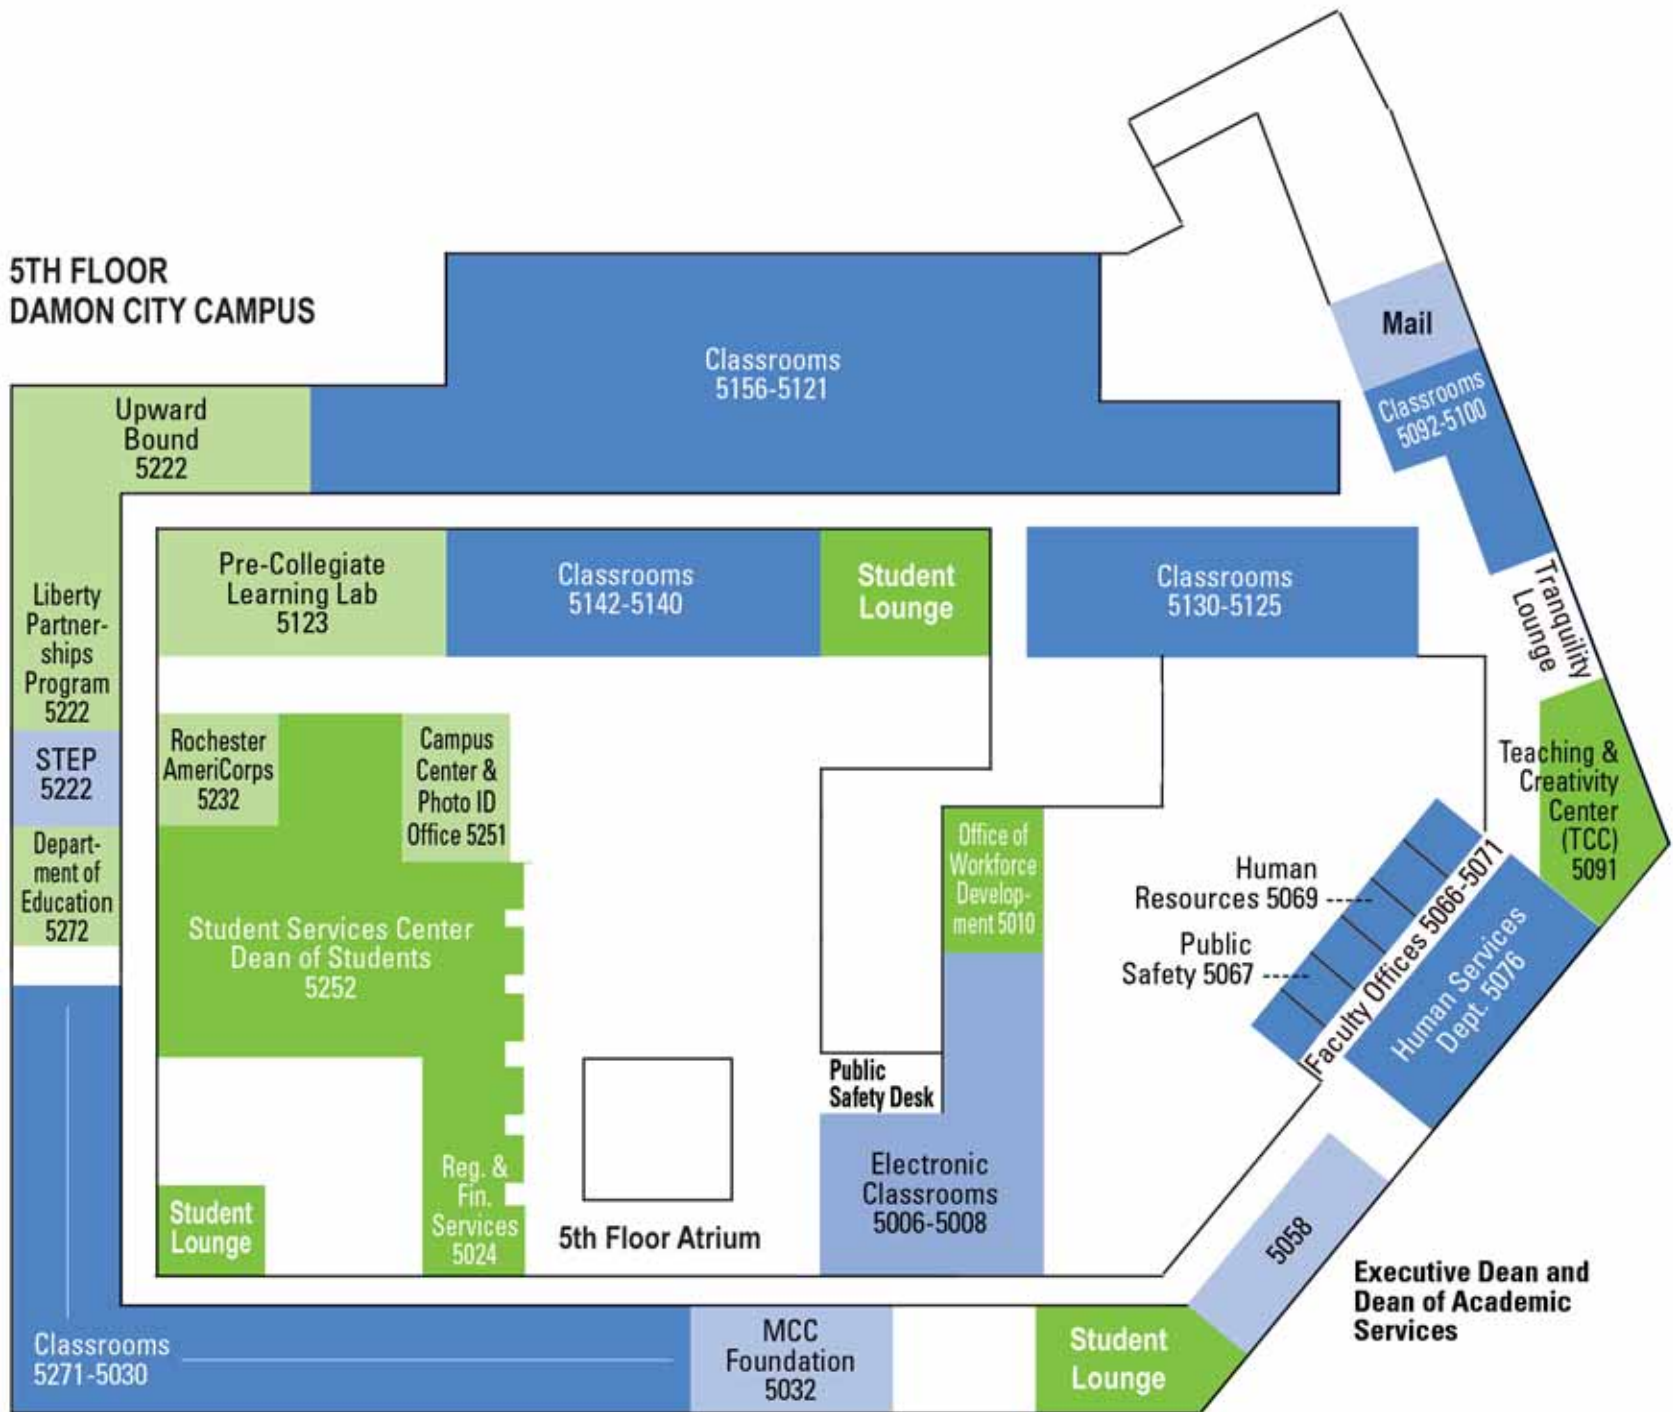 5TH FLOOR
DAMON CITY CAMPUS
Classrooms
5156-5121
Mail
Classrooms
5092-5100
Upward
Bound
5222
Pre-Collegiate
Learning Lab
5123
Classrooms
5142-5140
Student
Lounge
Classrooms
5130-5125
Tranquility
Lounge
Liberty
Partner-
ships
Program
5222
STEP
5222
Depart-
ment of
Education
5272
Rochester
AmeriCorps
5232
Campus
Center &
Photo ID
Office 5251
Student Services Center
Dean of Students
5252
Office of
Workforce
Develop-
ment 5010
Teaching &
Creativity
Center
(TCC)
5091
Human
Resources 5069
Public
Safety 5067
Faculty Offices 5066-5071
Human Services
Dept. 5076
Public
Safety Desk
Electronic
Classrooms
5006-5008
Reg. &
Fin.
Services
5024
Student
Lounge
5th Floor Atrium
5058
Executive Dean and
Dean of Academic
Services
Classrooms
5271-5030
MCC
Foundation
5032
Student
Lounge